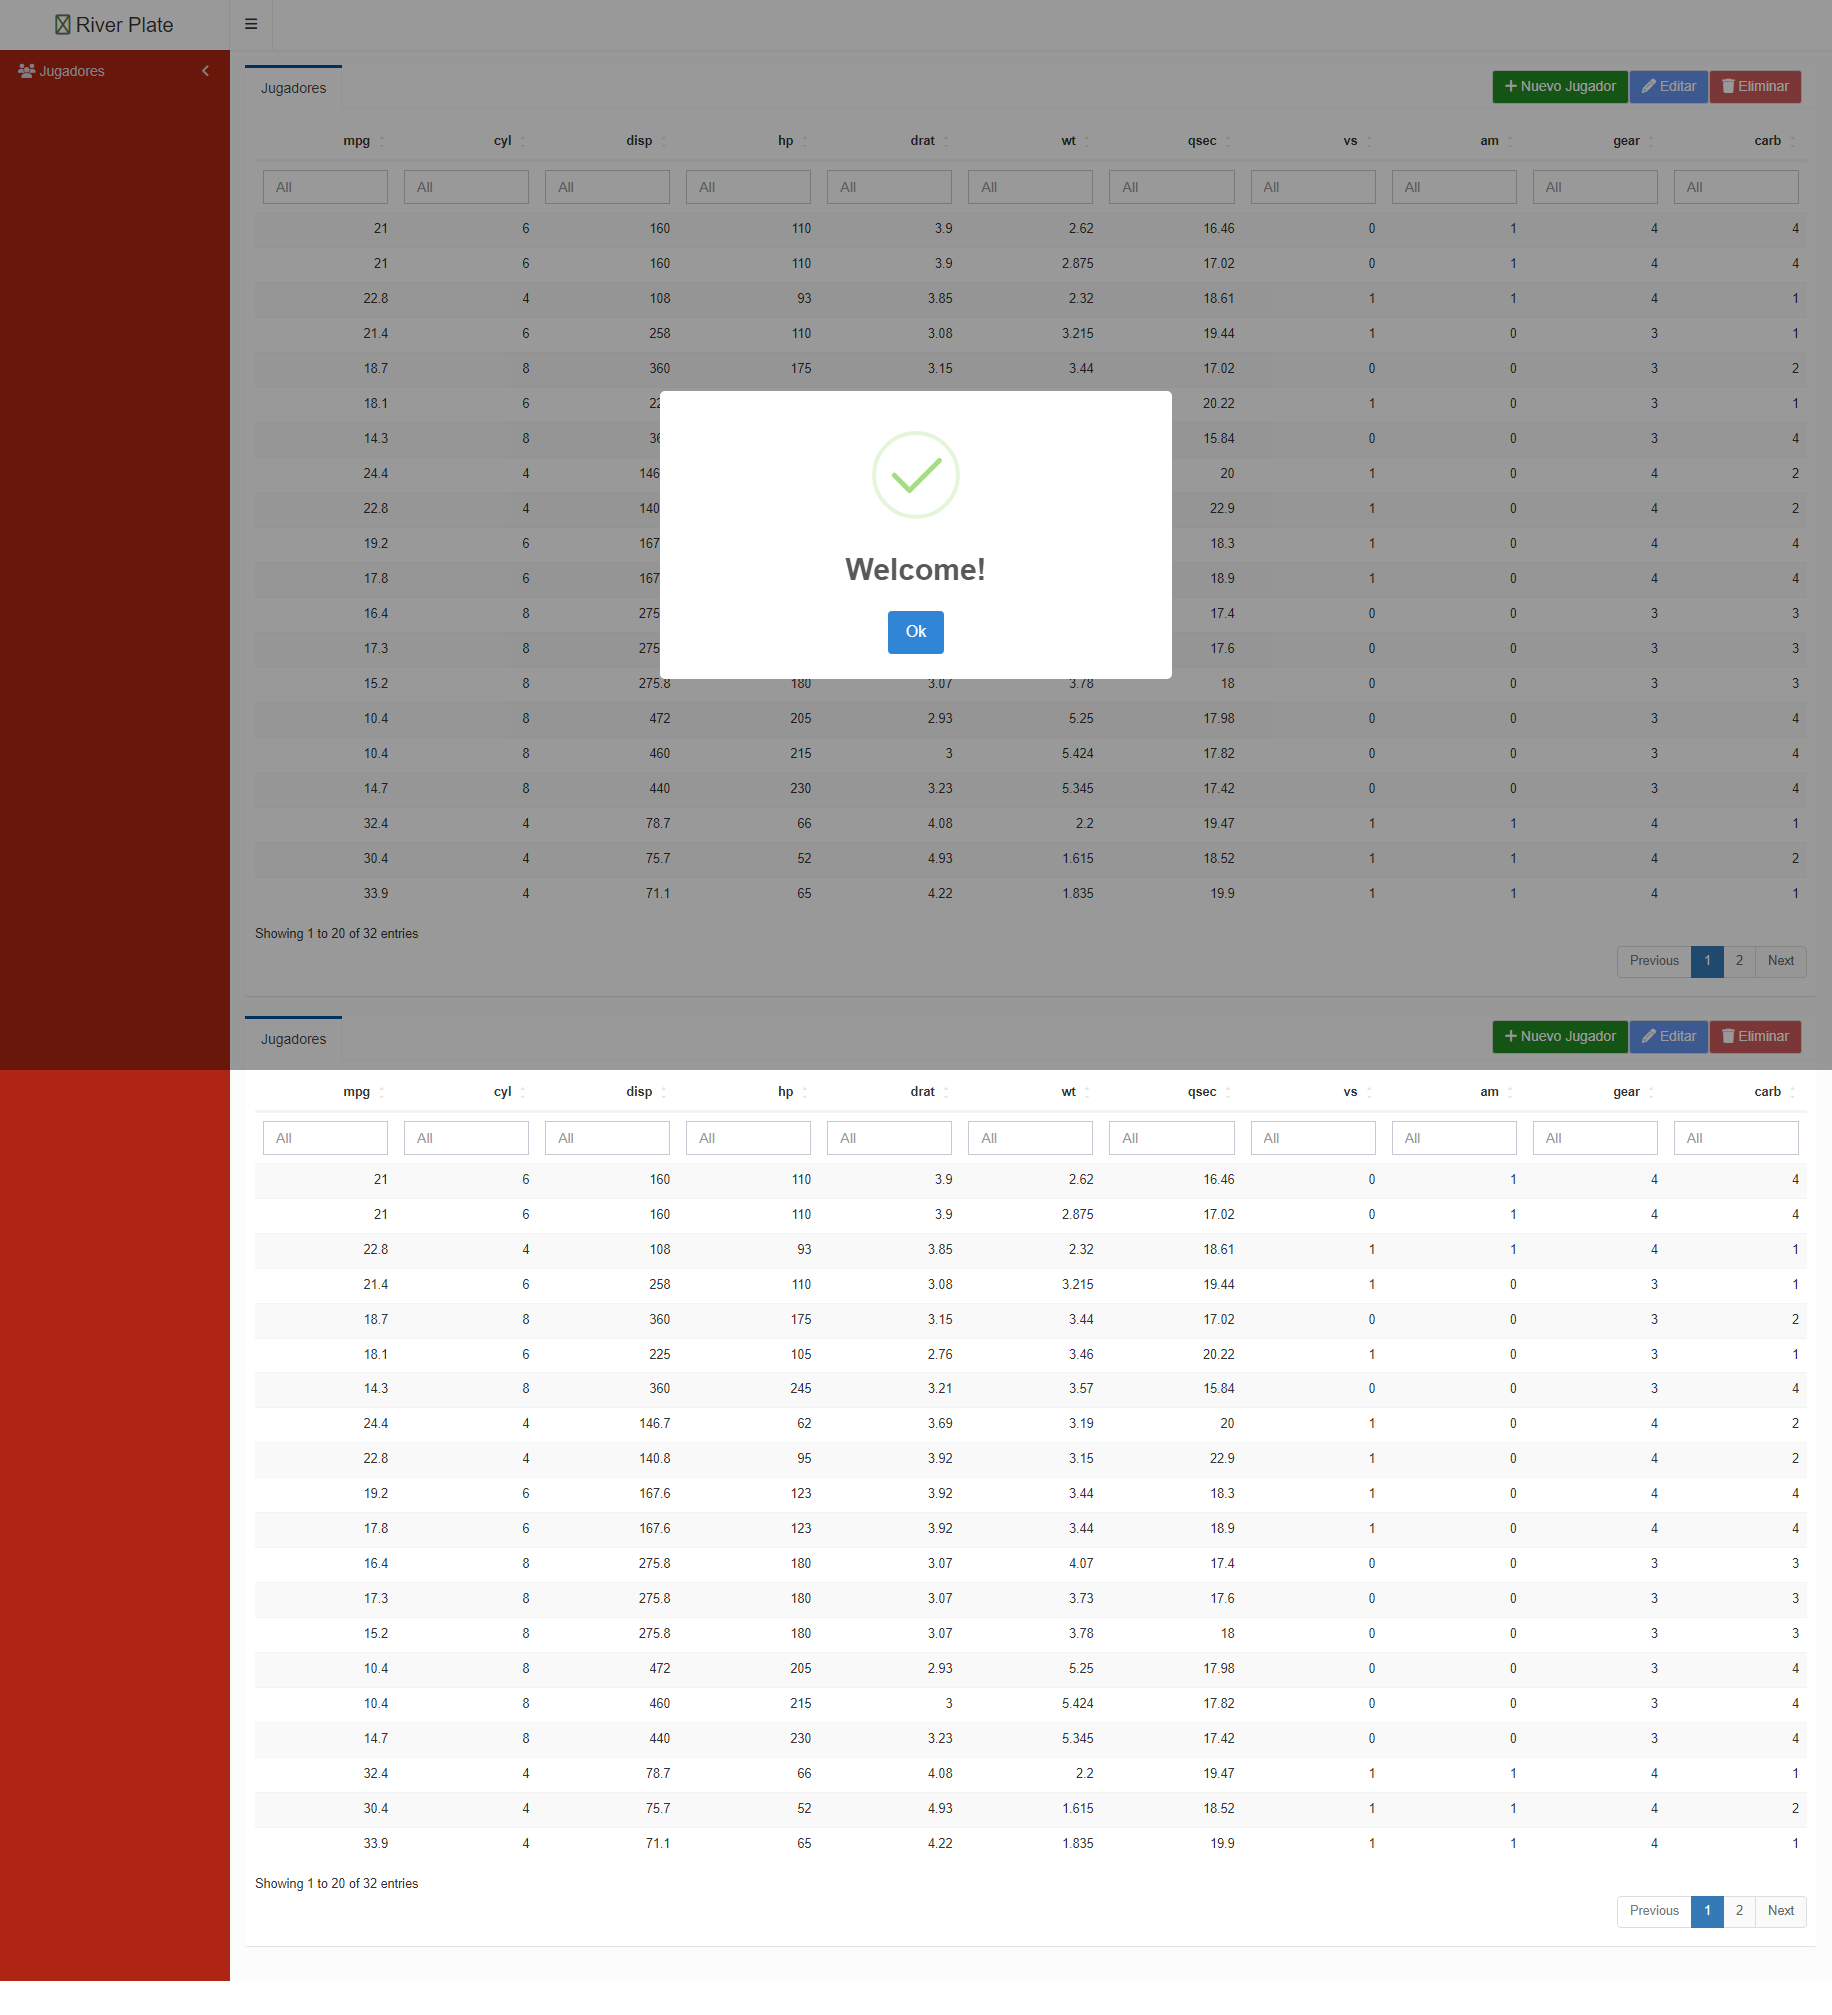 River Plate
Jugadores
Jugadores
Nuevo Jugador Editar Eliminar
mpg cyl disp hp drat wt qsec vs am gear carb
All All All All All All All All All All All
21 6 160 110 3.9 2.62 16.46 0 1 4 4
21 6 160 110 3.9 2.875 17.02 0 1 4 4
22.8 4 108 93 3.85 2.32 18.61 1 1 4 1
21.4 6 258 110 3.08 3.215 19.44 1 0 3 1
18.7 8 360 175 3.15 3.44 17.02 0 0 3 2
18.1 6 20.22 1 0 3 1
14.3 8 15.84 0 0 3 4
24.4 4 146 20 1 0 4 2
22.8 4 140 22.9 1 0 4 2
19.2 6 167 18.3 1 0 4 4
17.8 6 167 18.9 1 0 4 4
16.4 8 275 17.4 0 0 3 3
17.3 8 275 17.6 0 0 3 3
15.2 8 275.8 180 3.07 3.78 18 0 0 3 3
10.4 8 472 205 2.93 5.25 17.98 0 0 3 4
10.4 8 460 215 3 5.424 17.82 0 0 3 4
14.7 8 440 230 3.23 5.345 17.42 0 0 3 4
32.4 4 78.7 66 4.08 2.2 19.47 1 1 4 1
30.4 4 75.7 52 4.93 1.615 18.52 1 1 4 2
33.9 4 71.1 65 4.22 1.835 19.9 1 1 4 1
Showing 1 to 20 of 32 entries
Previous 1 2 Next
Welcome!
Ok
Jugadores
Nuevo Jugador Editar Eliminar
mpg cyl disp hp drat wt qsec vs am gear carb
All All All All All All All All All All All
21 6 160 110 3.9 2.62 16.46 0 1 4 4
21 6 160 110 3.9 2.875 17.02 0 1 4 4
22.8 4 108 93 3.85 2.32 18.61 1 1 4 1
21.4 6 258 110 3.08 3.215 19.44 1 0 3 1
18.7 8 360 175 3.15 3.44 17.02 0 0 3 2
18.1 6 225 105 2.76 3.46 20.22 1 0 3 1
14.3 8 360 245 3.21 3.57 15.84 0 0 3 4
24.4 4 146.7 62 3.69 3.19 20 1 0 4 2
22.8 4 140.8 95 3.92 3.15 22.9 1 0 4 2
19.2 6 167.6 123 3.92 3.44 18.3 1 0 4 4
17.8 6 167.6 123 3.92 3.44 18.9 1 0 4 4
16.4 8 275.8 180 3.07 4.07 17.4 0 0 3 3
17.3 8 275.8 180 3.07 3.73 17.6 0 0 3 3
15.2 8 275.8 180 3.07 3.78 18 0 0 3 3
10.4 8 472 205 2.93 5.25 17.98 0 0 3 4
10.4 8 460 215 3 5.424 17.82 0 0 3 4
14.7 8 440 230 3.23 5.345 17.42 0 0 3 4
32.4 4 78.7 66 4.08 2.2 19.47 1 1 4 1
30.4 4 75.7 52 4.93 1.615 18.52 1 1 4 2
33.9 4 71.1 65 4.22 1.835 19.9 1 1 4 1
Showing 1 to 20 of 32 entries
Previous 1 2 Next